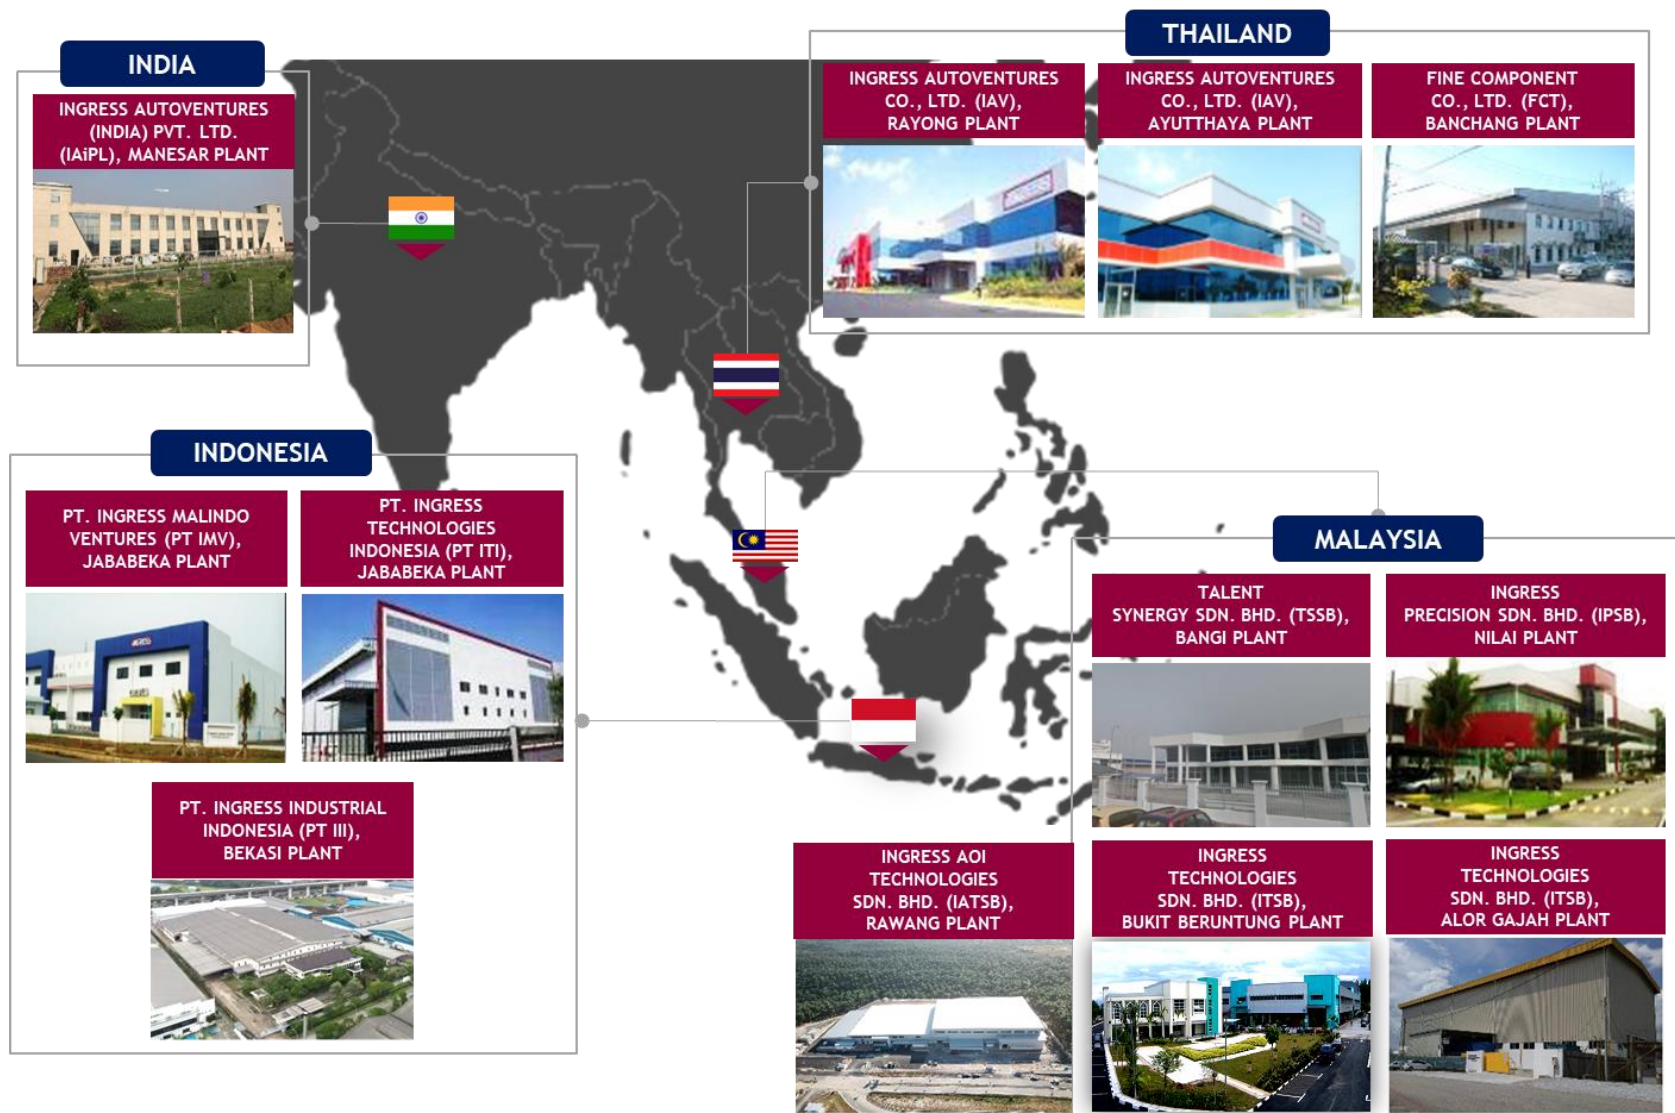 INDIA
INGRESS AUTOVENTURES
(INDIA) PVT. LTD.
(IAiPL), MANESAR PLANT
THAILAND
INGRESS AUTOVENTURES
CO., LTD. (IAV),
RAYONG PLANT
INGRESS AUTOVENTURES
CO., LTD. (IAV),
AYUTTHAYA PLANT
FINE COMPONENT
CO., LTD. (FCT),
BANCHANG PLANT
INDONESIA
PT. INGRESS MALINDO
VENTURES (PT IMV),
JABABEKA PLANT
PT. INGRESS
TECHNOLOGIES
INDONESIA (PT ITI),
JABABEKA PLANT
PT. INGRESS INDUSTRIAL
INDONESIA (PT III),
BEKASI PLANT
MALAYSIA
TALENT
SYNERGY SDN. BHD. (TSSB),
BANGI PLANT
INGRESS
PRECISION SDN. BHD. (IPSB),
NILAI PLANT
INGRESS AOI
TECHNOLOGIES
SDN. BHD. (IATSB),
RAWANG PLANT
INGRESS
TECHNOLOGIES
SDN. BHD. (ITSB),
BUKIT BERUNTUNG PLANT
INGRESS
TECHNOLOGIES
SDN. BHD. (ITSB),
ALOR GAJAH PLANT